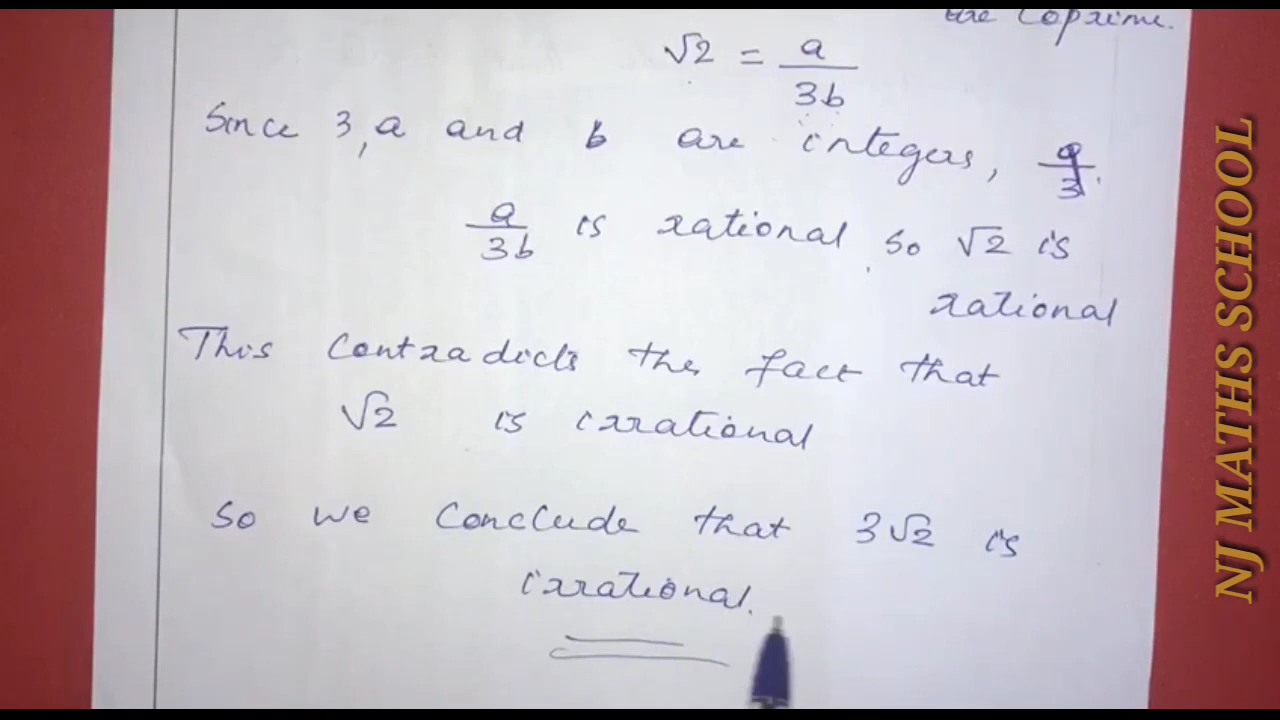 are coprime.
√2 = a/3b
Since 3, a and b are integers,
a/3b is rational, so √2 is
rational
This contradicts the fact that
√2 is irrational
So we conclude that 3√2 is
irrational.
NJ MATHS SCHOOL